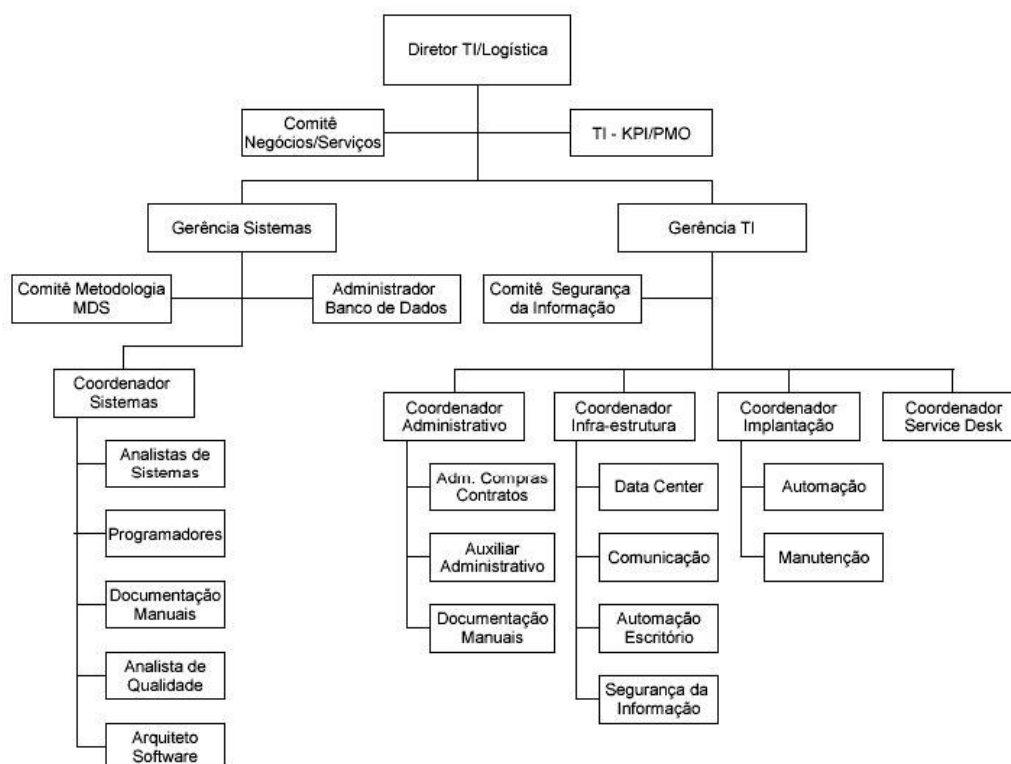 Diretor TI/Logística
Comitê
Negócios/Serviços
TI - KPI/PMO
Gerência Sistemas
Gerência TI
Comitê Metodologia
MDS
Administrador
Banco de Dados
Comitê Segurança
da Informação
Coordenador
Sistemas
Analistas de
Sistemas
Programadores
Documentação
Manuais
Analista de
Qualidade
Arquiteto
Software
Coordenador
Administrativo
Adm. Compras
Contratos
Auxiliar
Administrativo
Documentação
Manuais
Coordenador
Infra-estrutura
Data Center
Comunicação
Automação
Escritório
Segurança da
Informação
Coordenador
Implantação
Automação
Manutenção
Coordenador
Service Desk